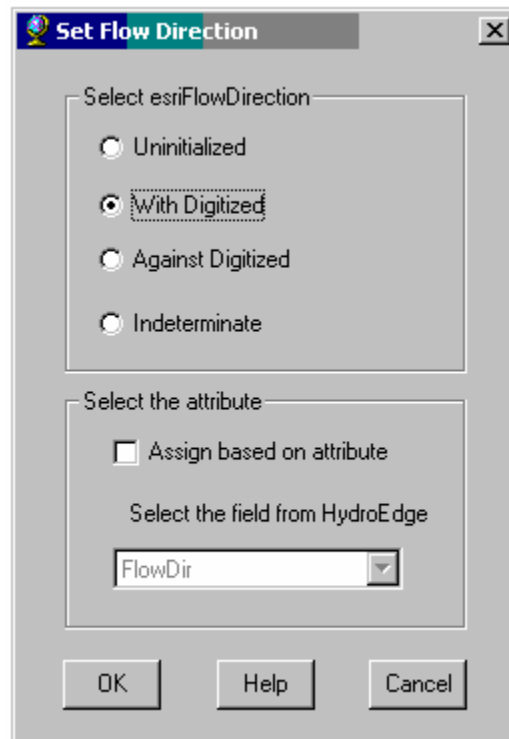 Set Flow Direction
Select esriFlowDirection
Uninitialized
With Digitized
Against Digitized
Indeterminate
Select the attribute
Assign based on attribute
Select the field from HydroEdge
FlowDir
OK Help Cancel